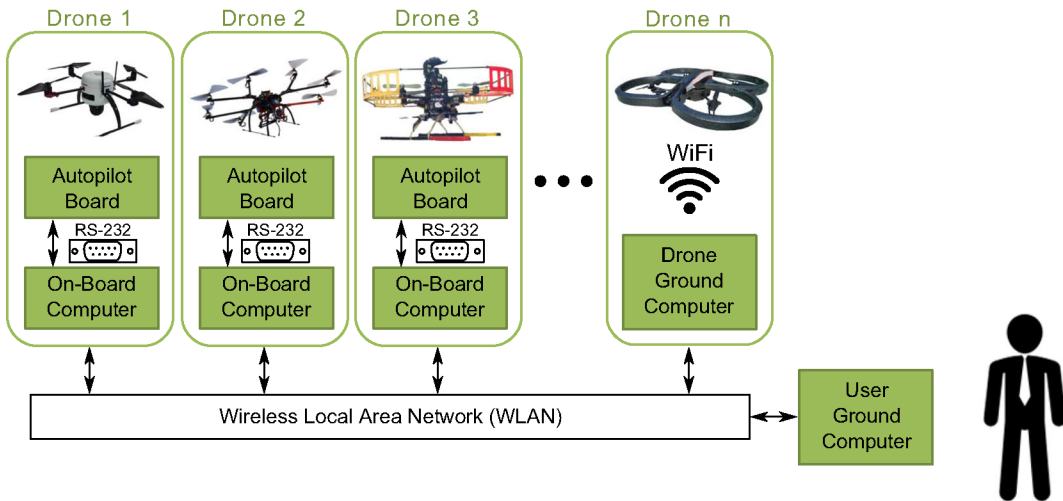 Drone 1
Drone 2
Drone 3
Drone n
Autopilot
Board
RS-232
On-Board
Computer
Autopilot
Board
RS-232
On-Board
Computer
Autopilot
Board
RS-232
On-Board
Computer
WiFi
Drone
Ground
Computer
Wireless Local Area Network (WLAN)
User
Ground
Computer